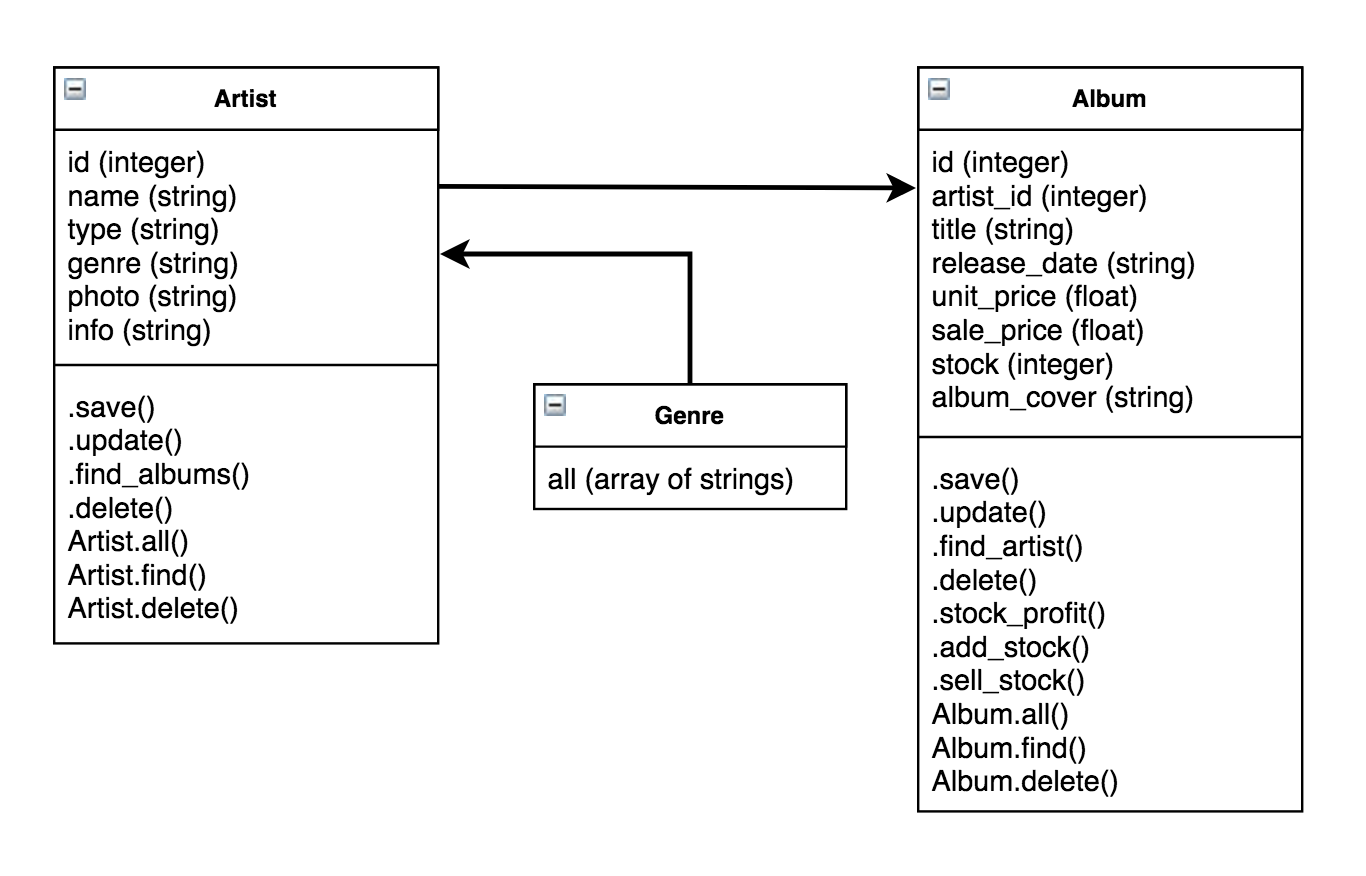 Artist
id (integer)
name (string)
type (string)
genre (string)
photo (string)
info (string)
.save()
.update()
.find_albums()
.delete()
Artist.all()
Artist.find()
Artist.delete()
Genre
all (array of strings)
Album
id (integer)
artist_id (integer)
title (string)
release_date (string)
unit_price (float)
sale_price (float)
stock (integer)
album_cover (string)
.save()
.update()
.find_artist()
.delete()
.stock_profit()
.add_stock()
.sell_stock()
Album.all()
Album.find()
Album.delete()